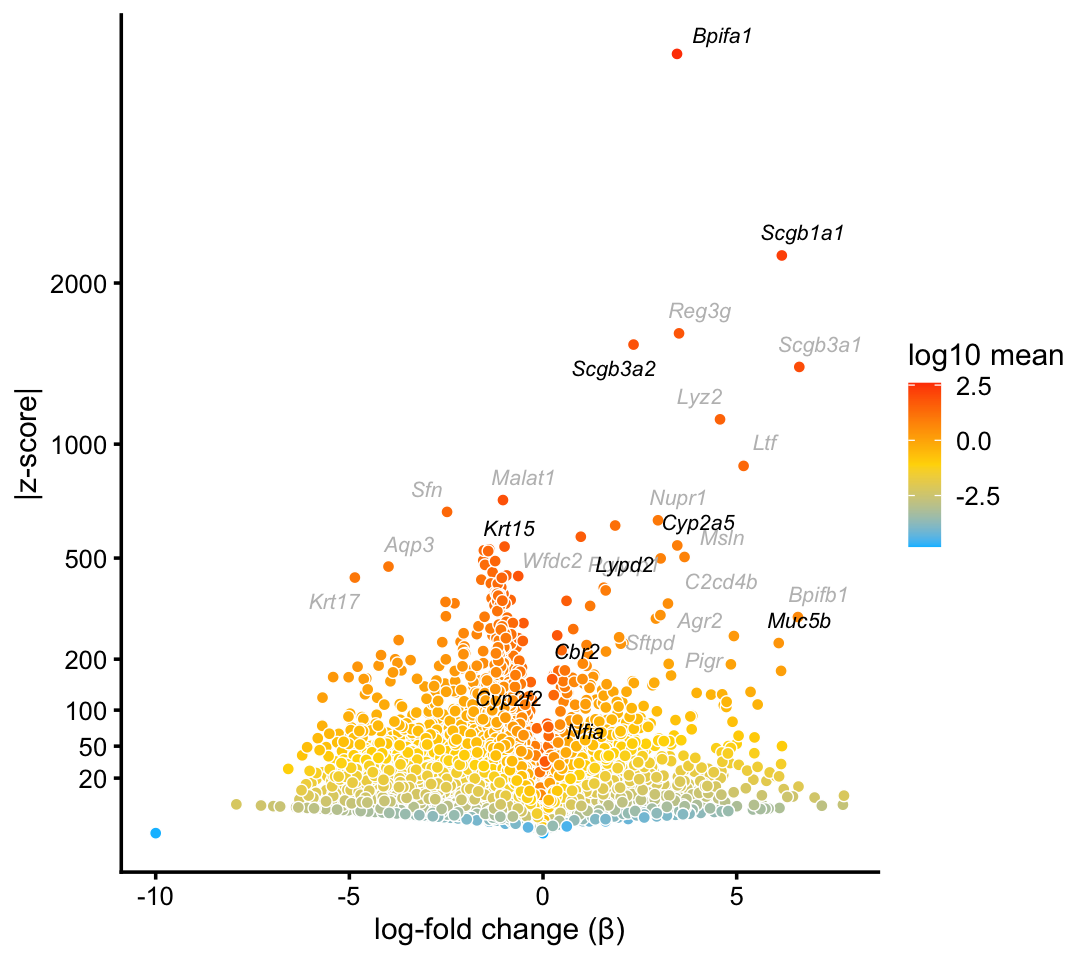 Bpifa1
Scgb1a1
2000
Reg3g
Scgb3a1
Scgb3a2
log10 mean
2.5
Lyz2
Ltf
1000
0.0
Sfn
Malat1
Nupr1
-2.5
Krt15
Cyp2a5
Aqp3
Msln
500
Wfdc2
Lypd2
C2cd4b
Krt17
Bpifb1
Agr2
Muc5b
Sftpd
200
Cbr2
Pigr
Cyp2f2
100
Nfia
50
20
|z-score|
-10
-5
0
5
log-fold change (β)